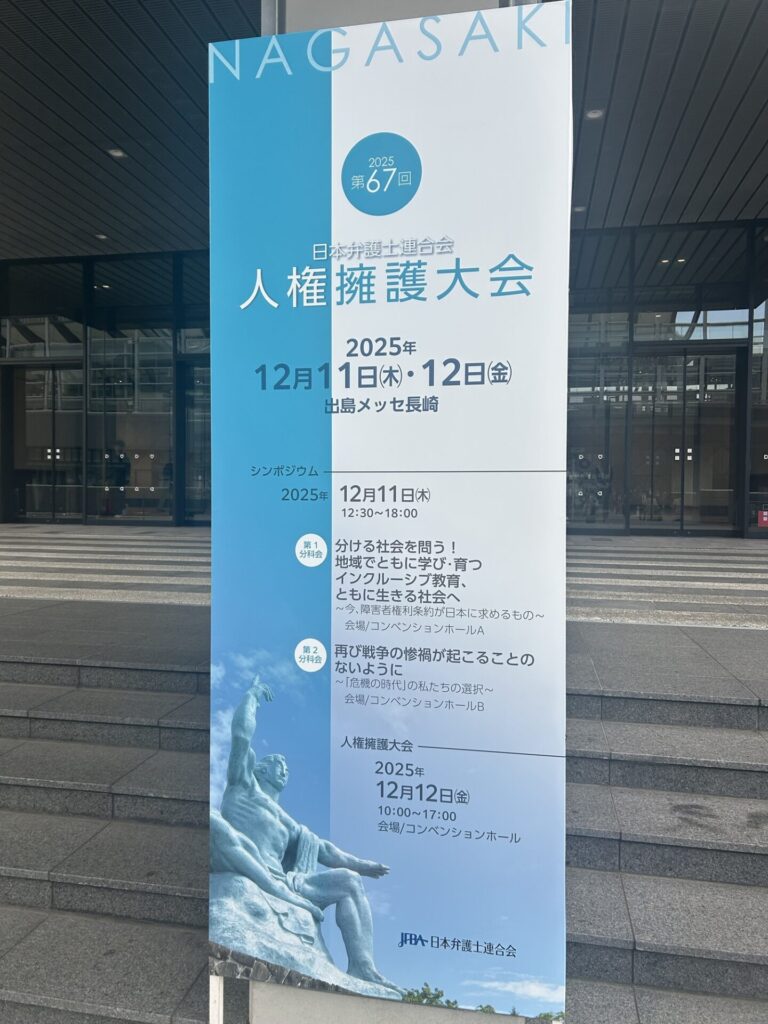 NAGASAKI
2025
第67回
日本弁護士連合会
人権擁護大会
2025年
12月11日㈭・12日㈮
出島メッセ長崎
シンポジウム
2025年 12月11日㈭
12:30〜18:00
第1
分科会
分ける社会を問う！
地域でともに学び・育つ
インクルーシブ教育、
ともに生きる社会へ
〜今、障害者権利条約が日本に求めるもの〜
会場/コンベンションホールA
第2
分科会
再び戦争の惨禍が起こることの
ないように
〜「危機の時代」の私たちの選択〜
会場/コンベンションホールB
人権擁護大会
2025年
12月12日㈮
10:00〜17:00
会場/コンベンションホール
JFBA 日本弁護士連合会